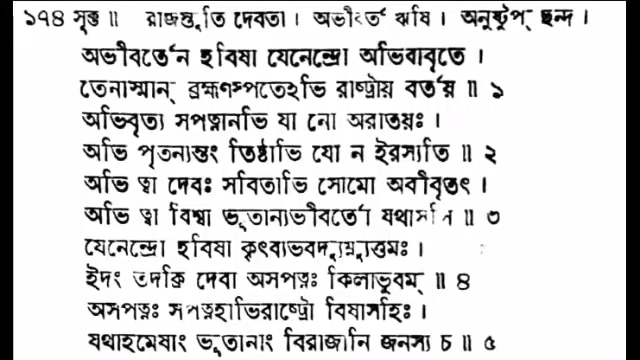 ১৭৪ সূক্ত ॥ রাজস্তুতি দেবতা । অভীবর্ত ঋষি । অনুষ্টুপ্ ছন্দ ।
অভীবর্তেন হবিষা যেনেন্দ্রো অভিবাবৃতে ।
তেনাস্মান্ ব্রহ্মণস্পতেঽভি রাষ্ট্রায় বর্তয় ॥ ১
অভিবৃত্য সপত্নানভি যা নো অরাতয়ঃ ।
অভি পৃতন্যন্তং তিষ্ঠাভি যো ন ইরস্যতি ॥ ২
অভি ত্বা দেবঃ সবিতাভি সোমো অবীবৃতৎ ।
অভি ত্বা বিশ্বা ভূতান্যভীবর্তো যথাসসি ॥ ৩
যেনেন্দ্রো হবিষা কৃৎব্যভবদ্দ্যুম্ন্যুত্তমঃ ।
ইদং তদক্রি দেবা অসপত্নঃ কিলাভুবম্ ॥ ৪
অসপত্নঃ সপত্নহাভিরাষ্ট্রো বিষাসহিঃ ।
যথাহমেষাং ভূতানাং বিরাজানি জনস্য চ ॥ ৫